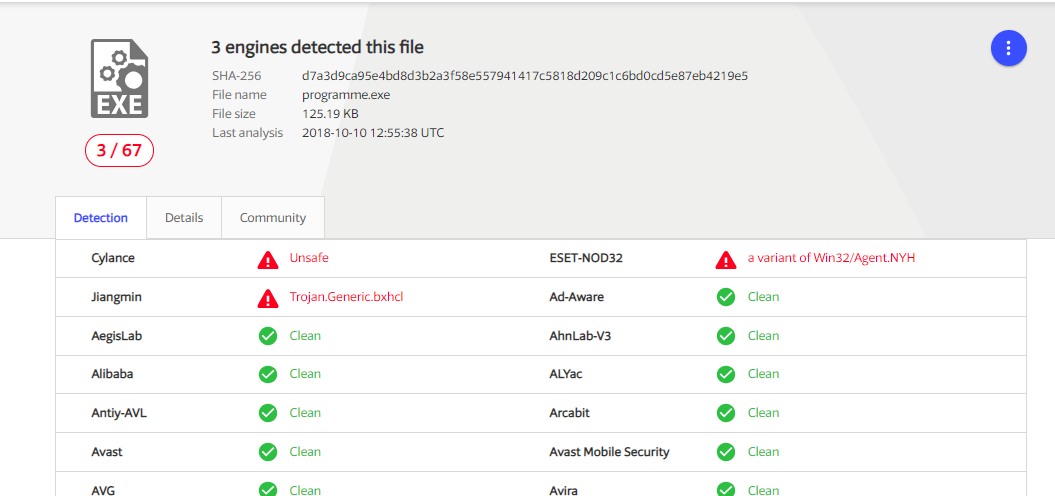 3 engines detected this file
SHA-256 d7a3d9ca95e4bd8d3b2a3f58e557941417c5818d209c1c6bd0cd5e87eb4219e5
File name programme.exe
File size 125.19 KB
Last analysis 2018-10-10 12:55:38 UTC
EXE
3 / 67
Detection Details Community
Cylance Unsafe ESET-NOD32 a variant of Win32/Agent.NYH
Jiangmin Trojan.Generic.bxhcl Ad-Aware Clean
AegisLab Clean AhnLab-V3 Clean
Alibaba Clean ALYac Clean
Antiy-AVL Clean Arcabit Clean
Avast Clean Avast Mobile Security Clean
AVG Clean Avira Clean